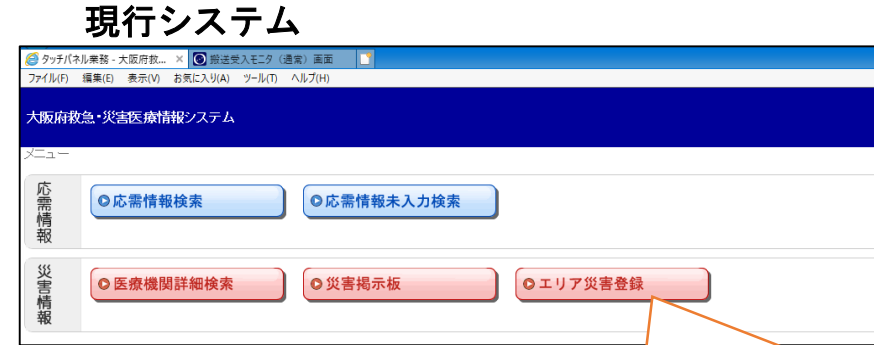 現行システム
タッチパネル業務 - 大阪府救... × 搬送受入モニタ（通常）画面
ファイル(F) 編集(E) 表示(V) お気に入り(A) ツール(T) ヘルプ(H)
大阪府救急・災害医療情報システム
メニュー
応需情報
応需情報検索 応需情報未入力検索
災害情報
医療機関詳細検索 災害掲示板 エリア災害登録